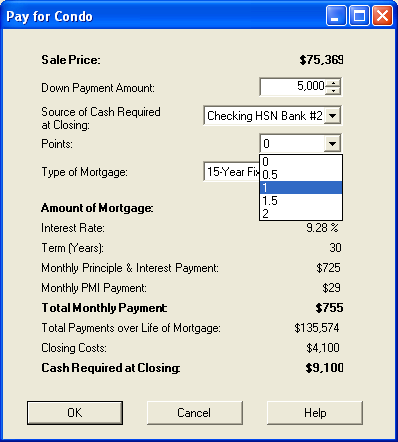 Pay for Condo
Sale Price: $75,369
Down Payment Amount: 5,000
Source of Cash Required
at Closing: Checking HSN Bank #2
Points: 0
0
0.5
Type of Mortgage: 15-Year Fix
1
1.5
2
Amount of Mortgage:
Interest Rate: 9.28 %
Term (Years): 30
Monthly Principle & Interest Payment: $725
Monthly PMI Payment: $29
Total Monthly Payment: $755
Total Payments over Life of Mortgage: $135,574
Closing Costs: $4,100
Cash Required at Closing: $9,100
OK Cancel Help